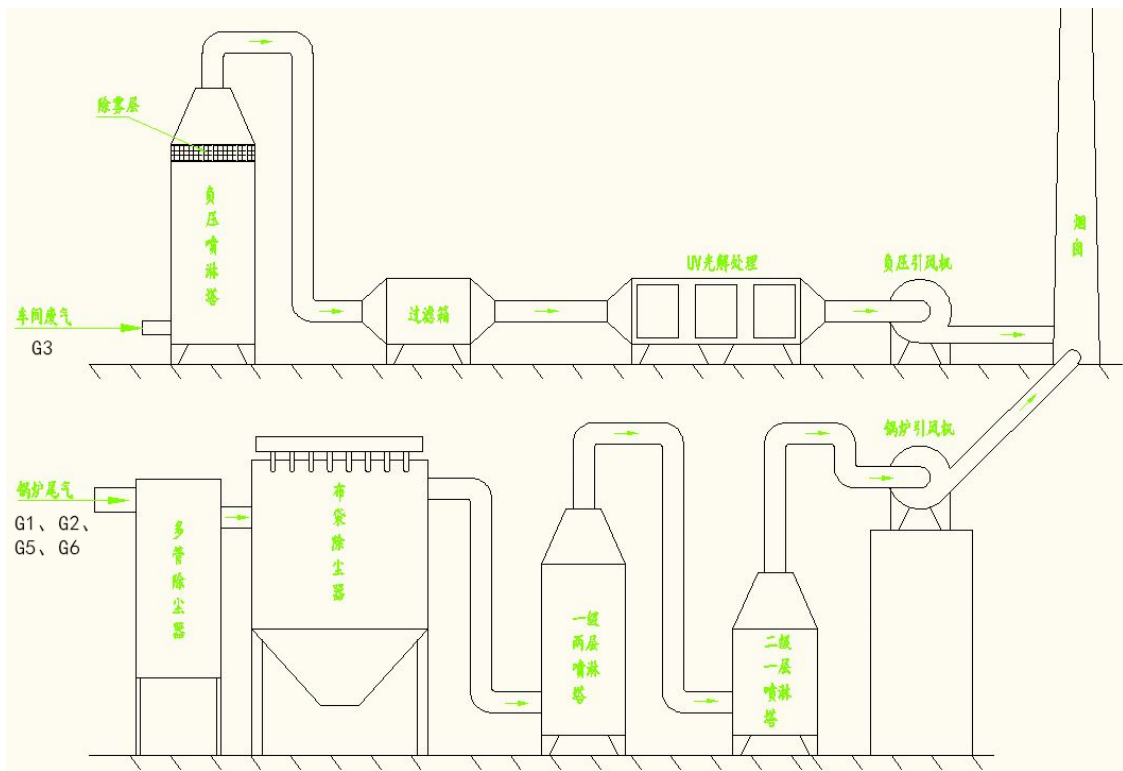 除雾层
负压喷淋塔
车间废气
G3
过滤箱
UV光解处理
负压引风机
烟囱
锅炉尾气
G1、G2、
G5、G6
多管除尘器
布袋除尘器
一级
两层
喷淋
塔
二级
一层
喷淋
塔
锅炉引风机